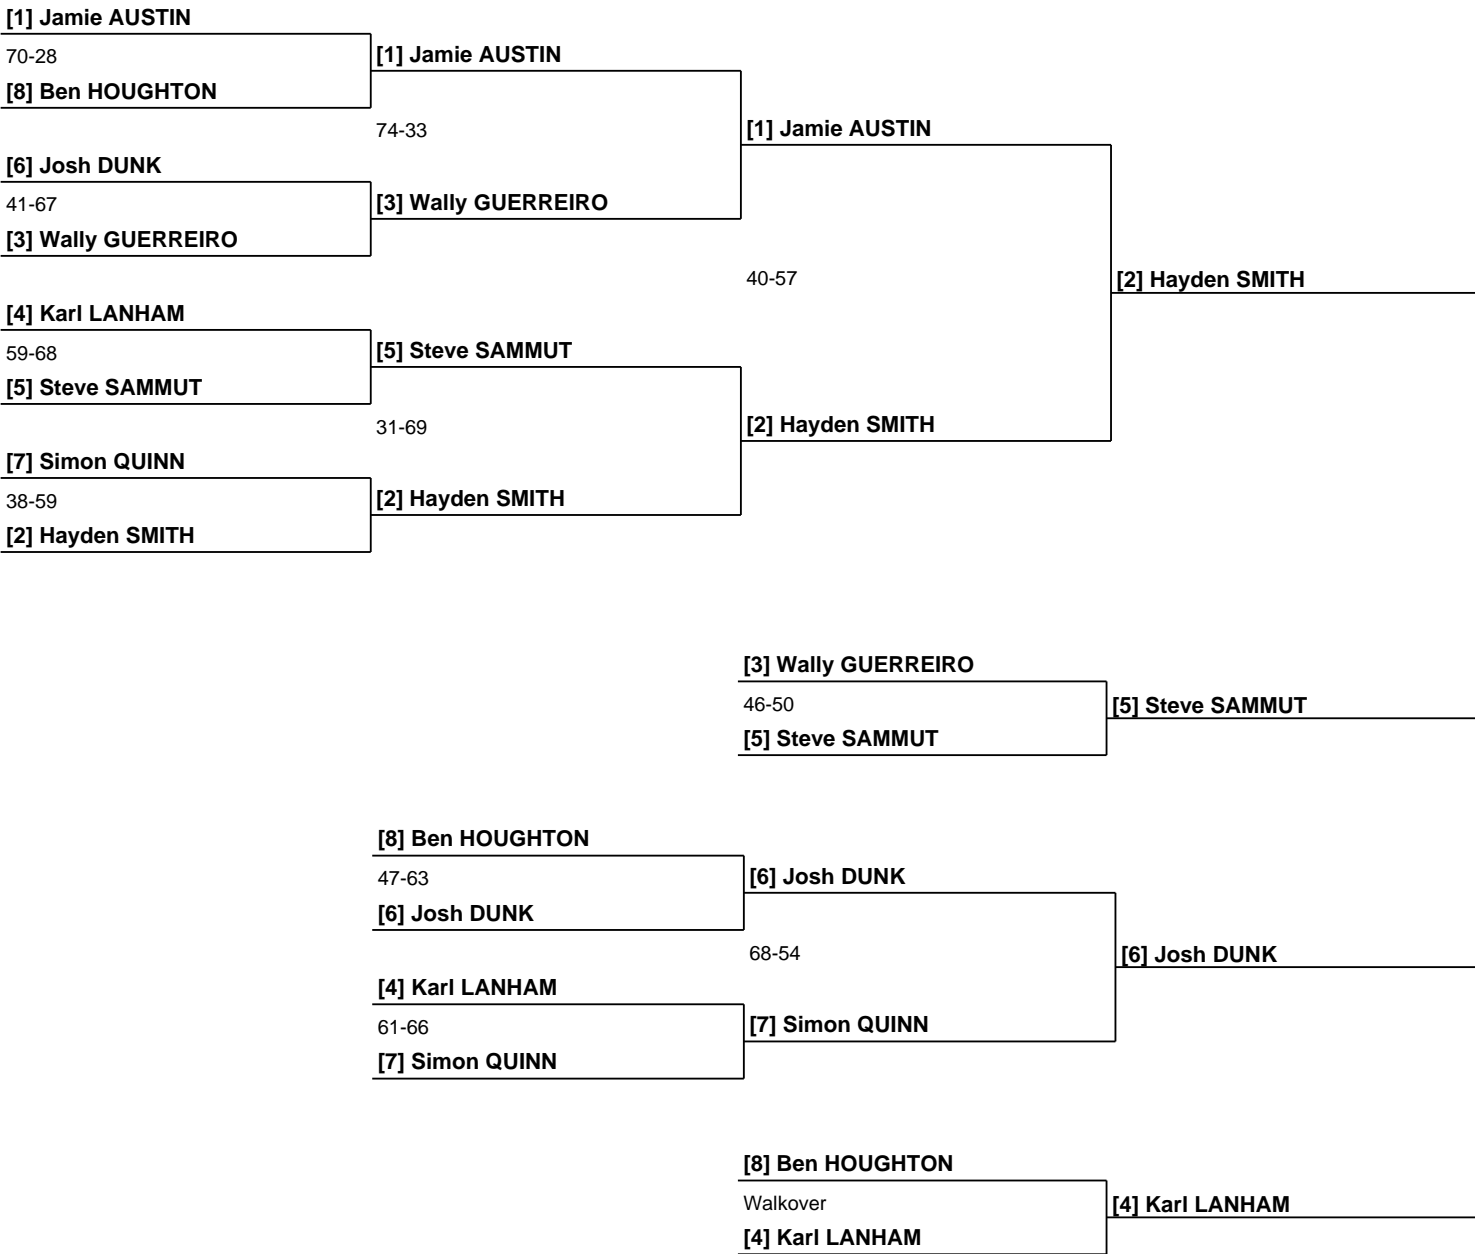 [1] Jamie AUSTIN
70-28
[1] Jamie AUSTIN
[8] Ben HOUGHTON
74-33
[1] Jamie AUSTIN
[6] Josh DUNK
41-67
[3] Wally GUERREIRO
[3] Wally GUERREIRO
40-57
[2] Hayden SMITH
[4] Karl LANHAM
59-68
[5] Steve SAMMUT
[5] Steve SAMMUT
31-69
[2] Hayden SMITH
[7] Simon QUINN
38-59
[2] Hayden SMITH
[2] Hayden SMITH
[3] Wally GUERREIRO
46-50
[5] Steve SAMMUT
[5] Steve SAMMUT
[8] Ben HOUGHTON
47-63
[6] Josh DUNK
[6] Josh DUNK
68-54
[6] Josh DUNK
[4] Karl LANHAM
61-66
[7] Simon QUINN
[7] Simon QUINN
[8] Ben HOUGHTON
Walkover
[4] Karl LANHAM
[4] Karl LANHAM